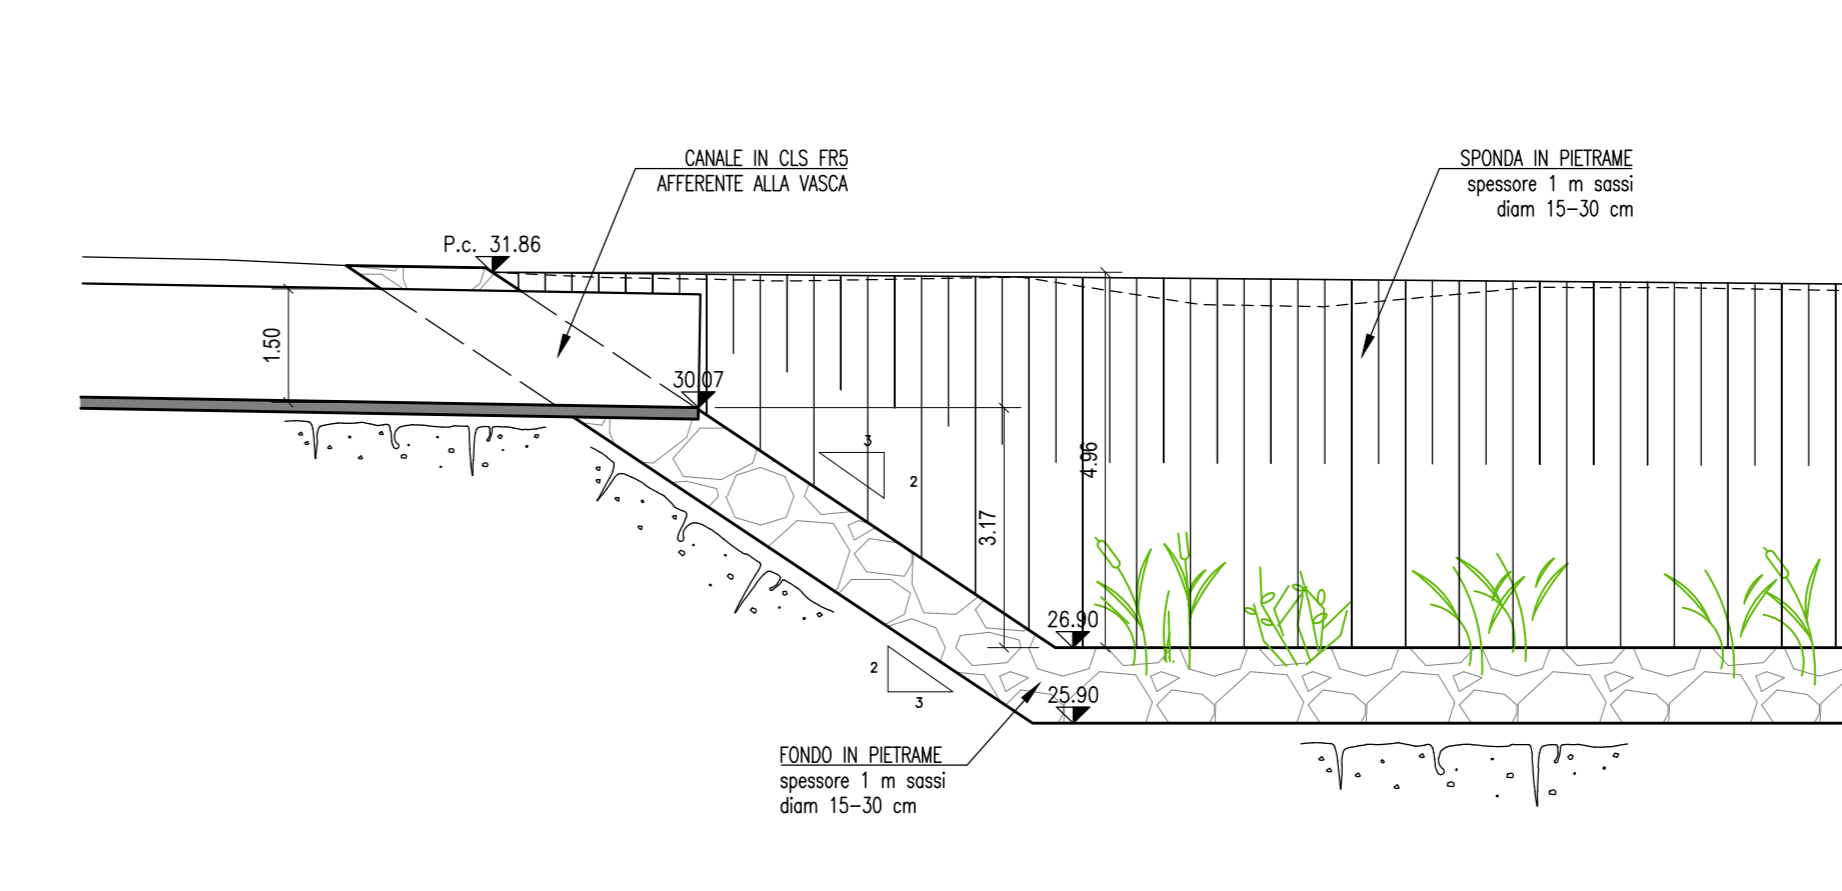 CANALE IN CLS FR5
AFFERENTE ALLA VASCA
SPONDA IN PIETRAME
spessore 1 m sassi
diam 15-30 cm
P.c. 31.86
1.50
30.07
3
2
4.96
3.17
26.90
2
3
25.90
FONDO IN PIETRAME
spessore 1 m sassi
diam 15-30 cm